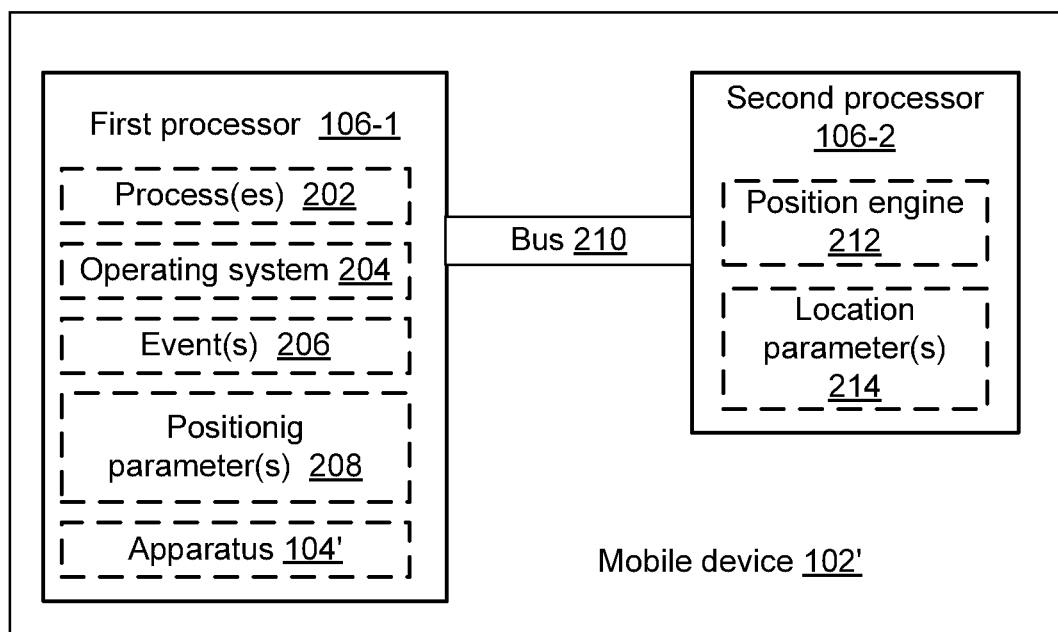 First processor 106-1
Process(es) 202
Operating system 204
Event(s) 206
Positionig
parameter(s) 208
Apparatus 104'
Bus 210
Second processor
106-2
Position engine
212
Location
parameter(s)
214
Mobile device 102'